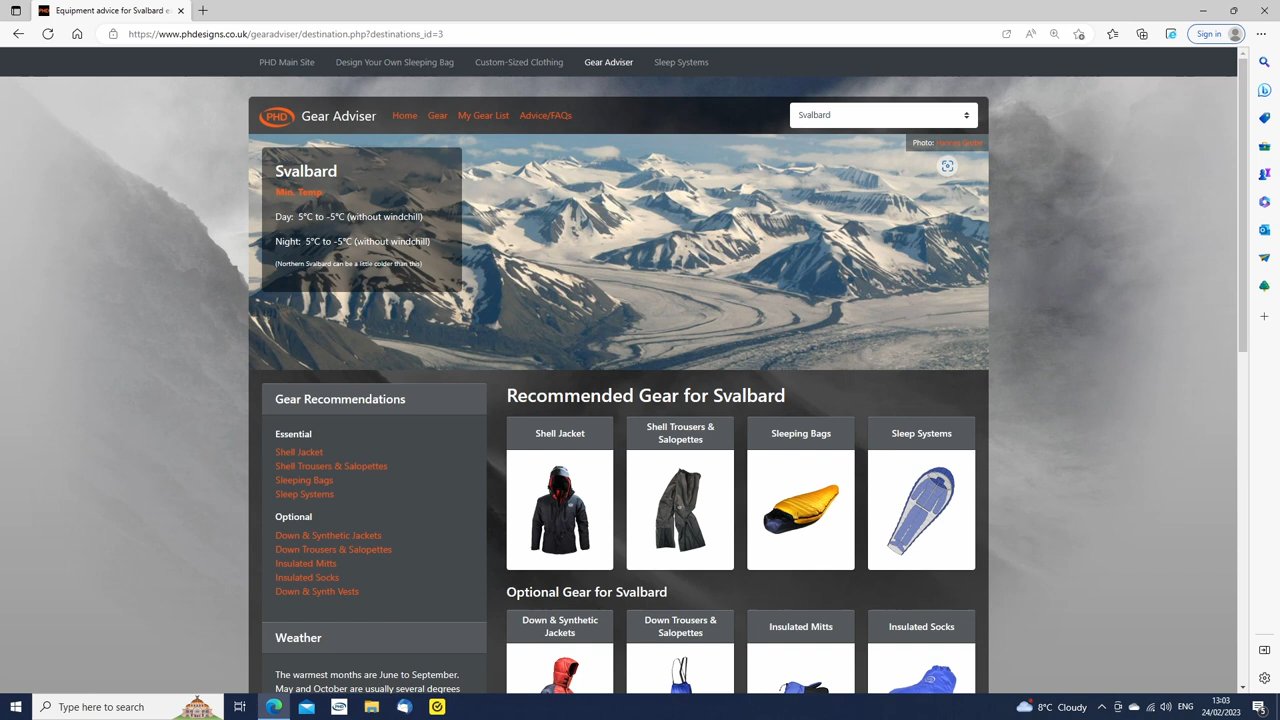 Equipment advice for Svalbard e
https://www.phdesigns.co.uk/gearadviser/destination.php?destinations_id=3
Sign in
PHD Main Site
Design Your Own Sleeping Bag
Custom-Sized Clothing
Gear Adviser
Sleep Systems
PHD
Gear Adviser
Home
Gear
My Gear List
Advice/FAQs
Svalbard
Photo:
Svalbard
Min. Temp
Day: 5°C to -5°C (without windchill)
Night: 5°C to -5°C (without windchill)
(Northern Svalbard can be a little colder than this)
Gear Recommendations
Essential
Shell Jacket
Shell Trousers & Salopettes
Sleeping Bags
Sleep Systems
Optional
Down & Synthetic Jackets
Down Trousers & Salopettes
Insulated Mitts
Insulated Socks
Down & Synth Vests
Weather
The warmest months are June to September.
May and October are usually several degrees
Recommended Gear for Svalbard
Shell Jacket
Shell Trousers &
Salopettes
Sleeping Bags
Sleep Systems
Optional Gear for Svalbard
Down & Synthetic
Jackets
Down Trousers &
Salopettes
Insulated Mitts
Insulated Socks
Type here to search
8°C Cloudy
ENG
13:03
24/02/2023